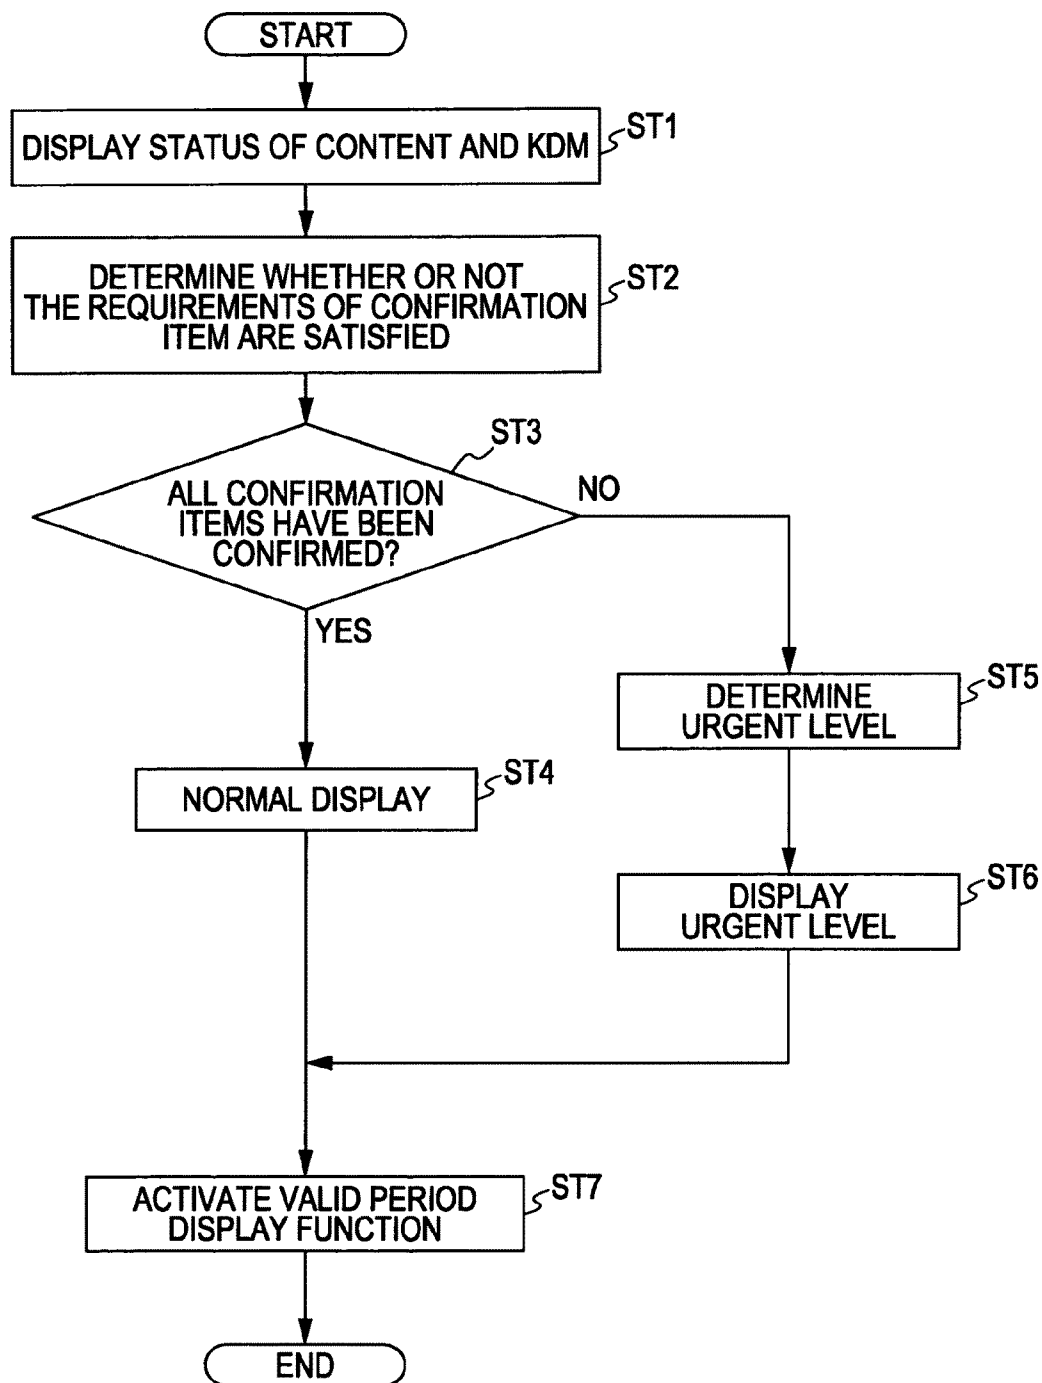 START
DISPLAY STATUS OF CONTENT AND KDM
ST1
DETERMINE WHETHER OR NOT
THE REQUIREMENTS OF CONFIRMATION
ITEM ARE SATISFIED
ST2
ST3
ALL CONFIRMATION
ITEMS HAVE BEEN
CONFIRMED?
NO
YES
ST5
DETERMINE
URGENT LEVEL
ST4
NORMAL DISPLAY
ST6
DISPLAY
URGENT LEVEL
ST7
ACTIVATE VALID PERIOD
DISPLAY FUNCTION
END